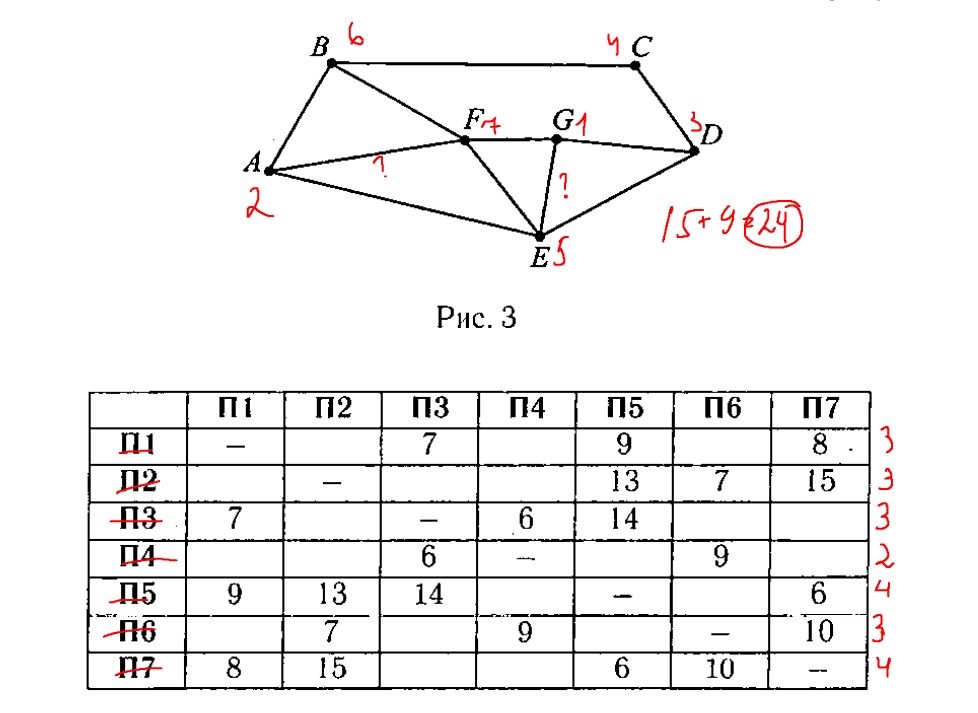 B 6 4 C
F 7 G 1 3 D
A ? ?
2 15 + 9 = 24
E 5
Рис. 3
П1 П2 П3 П4 П5 П6 П7
П1 – 7 9 8 3
П2 – 13 7 15 3
П3 7 – 6 14 3
П4 6 – 9 2
П5 9 13 14 – 6 4
П6 7 9 – 10 3
П7 8 15 6 10 – 4